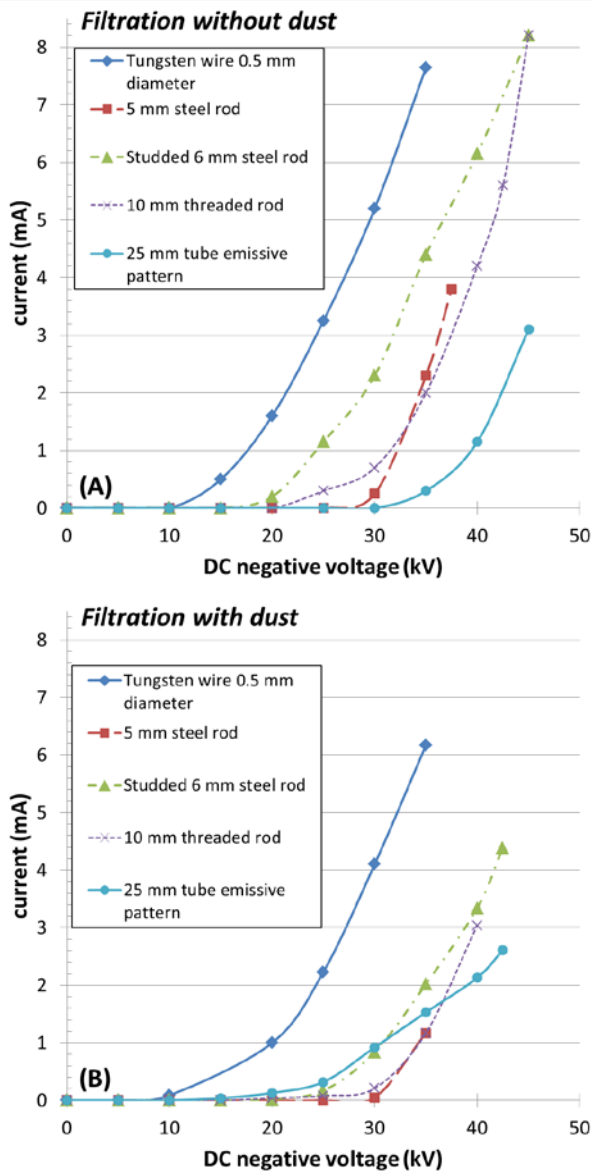 Filtration without dust
8
7
6
5
4
3
2
1
0
current (mA)
Tungsten wire 0.5 mm
diameter
5 mm steel rod
Studded 6 mm steel rod
10 mm threaded rod
25 mm tube emissive
pattern
(A)
0 10 20 30 40 50
DC negative voltage (kV)
Filtration with dust
8
7
6
5
4
3
2
1
0
current (mA)
Tungsten wire 0.5 mm
diameter
5 mm steel rod
Studded 6 mm steel rod
10 mm threaded rod
25 mm tube emissive
pattern
(B)
0 10 20 30 40 50
DC negative voltage (kV)